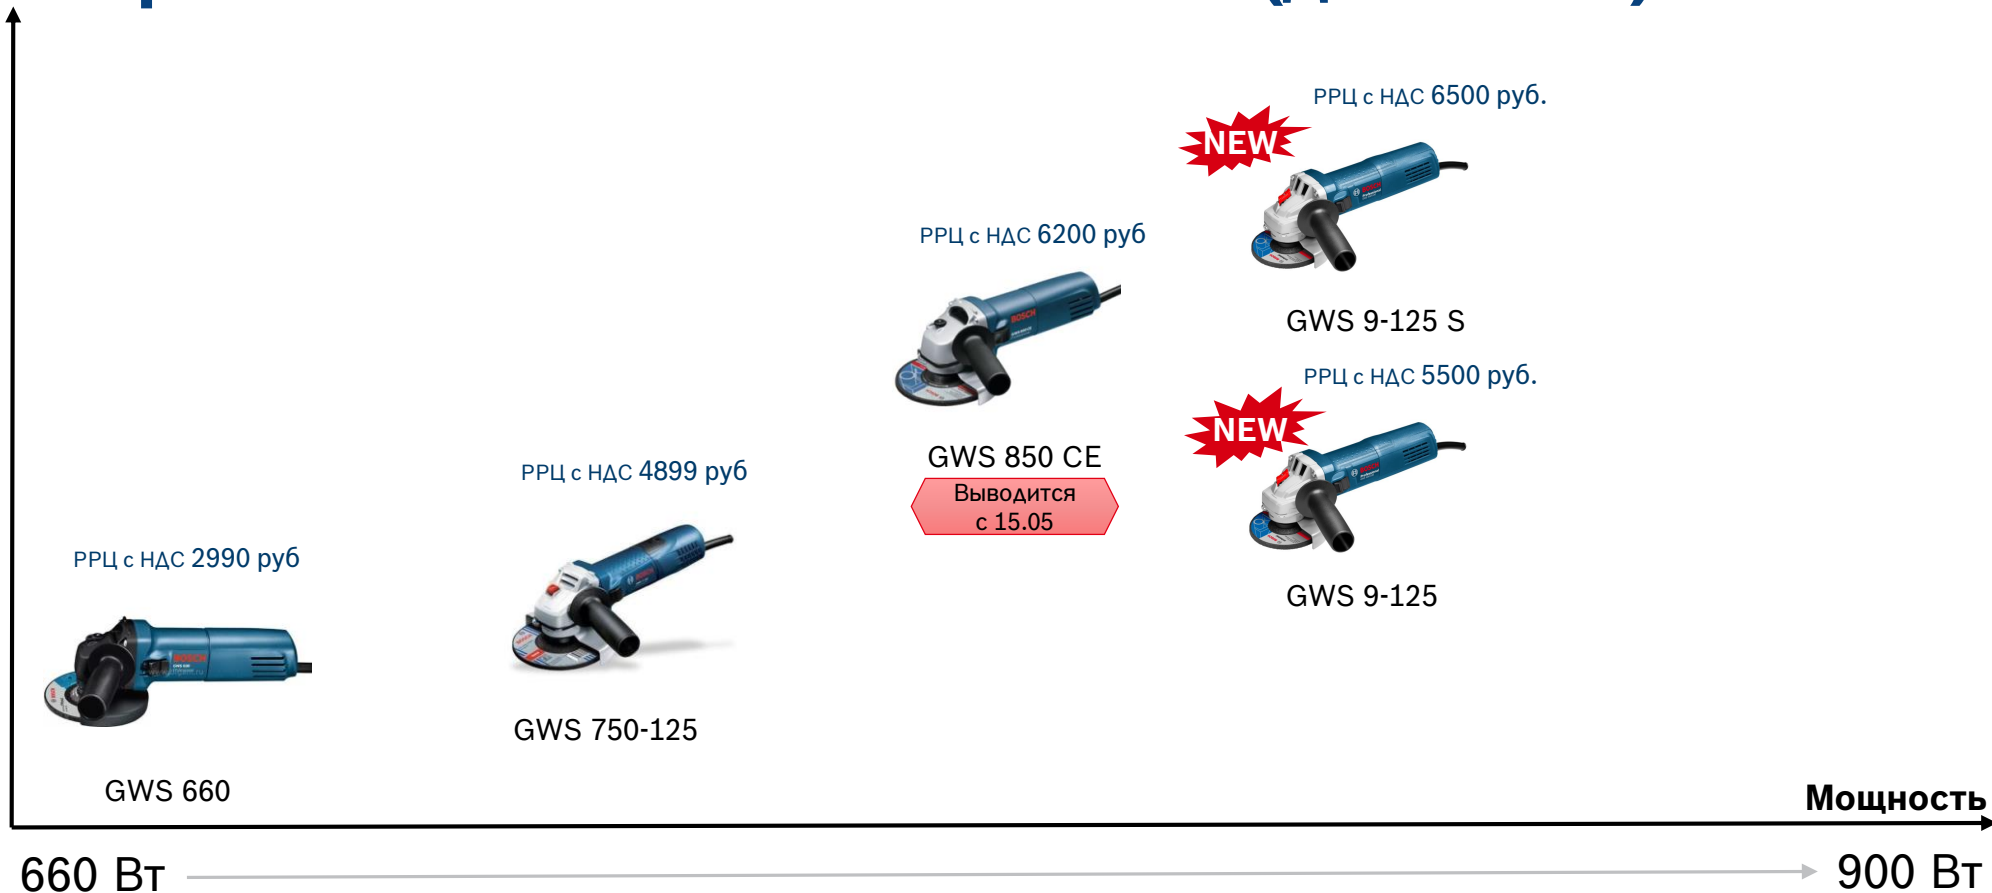 РРЦ с НДС 6500 руб.
NEW
GWS 9-125 S
РРЦ с НДС 6200 руб
GWS 850 CE
Выводится
с 15.05
РРЦ с НДС 5500 руб.
NEW
GWS 9-125
РРЦ с НДС 4899 руб
GWS 750-125
РРЦ с НДС 2990 руб
BOSCH
GWS 660
Мощность
660 Вт
900 Вт